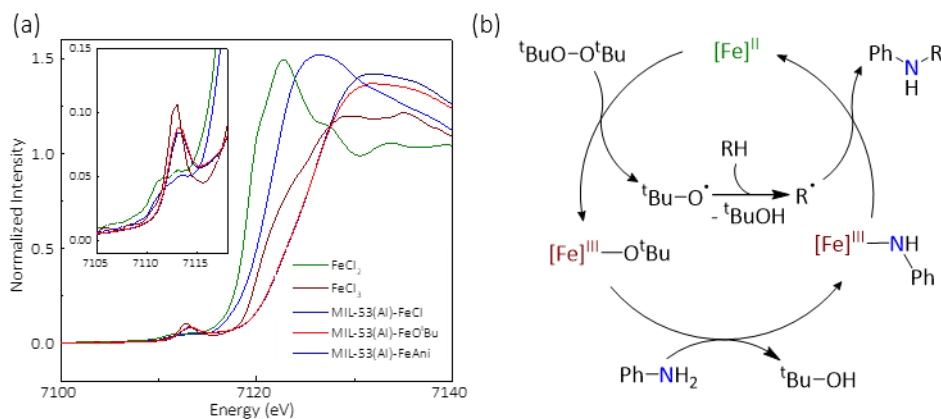 (a)
0.15
0.10
0.05
0.00
7105
7110
7115
1.5
1.0
0.5
0.0
Normalized Intensity
FeCl₂
FeCl₃
MIL-53(Al)-FeCl
MIL-53(Al)-FeOᵗBu
MIL-53(Al)-FeAni
7100
7120
7140
Energy (eV)
(b)
ᵗBuO–OᵗBu
[Fe]ᴵᴵ
Ph N R
H
RH
ᵗBu–O•
R•
- ᵗBuOH
[Fe]ᴵᴵᴵ—OᵗBu
[Fe]ᴵᴵᴵ—NH
Ph
Ph–NH₂
ᵗBu–OH